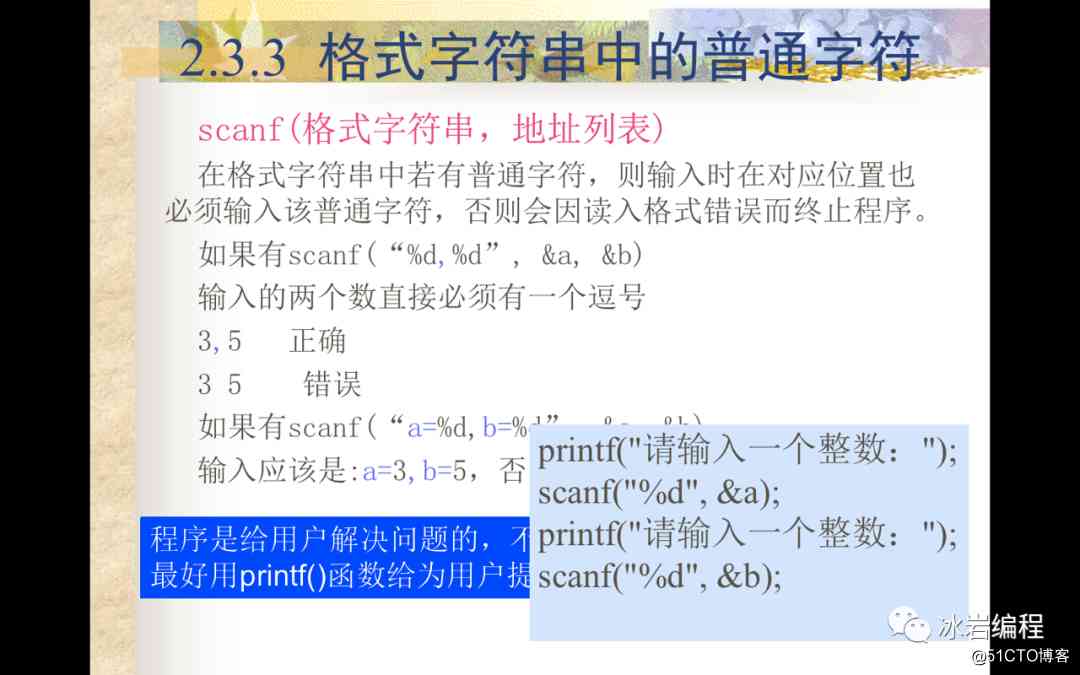 2.3.3 格式字符串中的普通字符
scanf(格式字符串，地址列表)
在格式字符串中若有普通字符，则输入时在对应位置也
必须输入该普通字符，否则会因读入格式错误而终止程序。
如果有scanf(“%d,%d”, &a, &b)
输入的两个数直接必须有一个逗号
3,5 正确
3 5 错误
如果有scanf(“a=%d,b=%d”, &a, &b)
输入应该是:a=3,b=5，否
程序是给用户解决问题的，不
最好用printf()函数给为用户提
printf("请输入一个整数：");
scanf("%d", &a);
printf("请输入一个整数：");
scanf("%d", &b);
冰岩编程
@51CTO博客